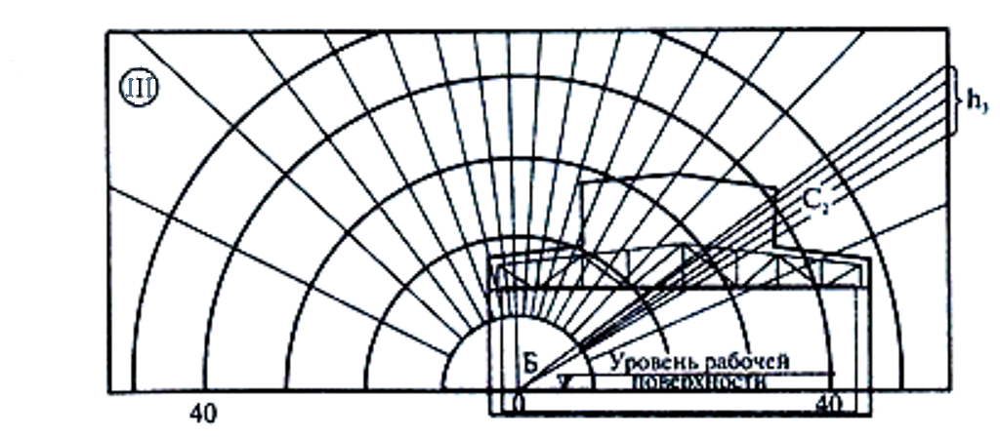 III
h₃
C₂
Б
Уровень рабочей
поверхности
0
40
40